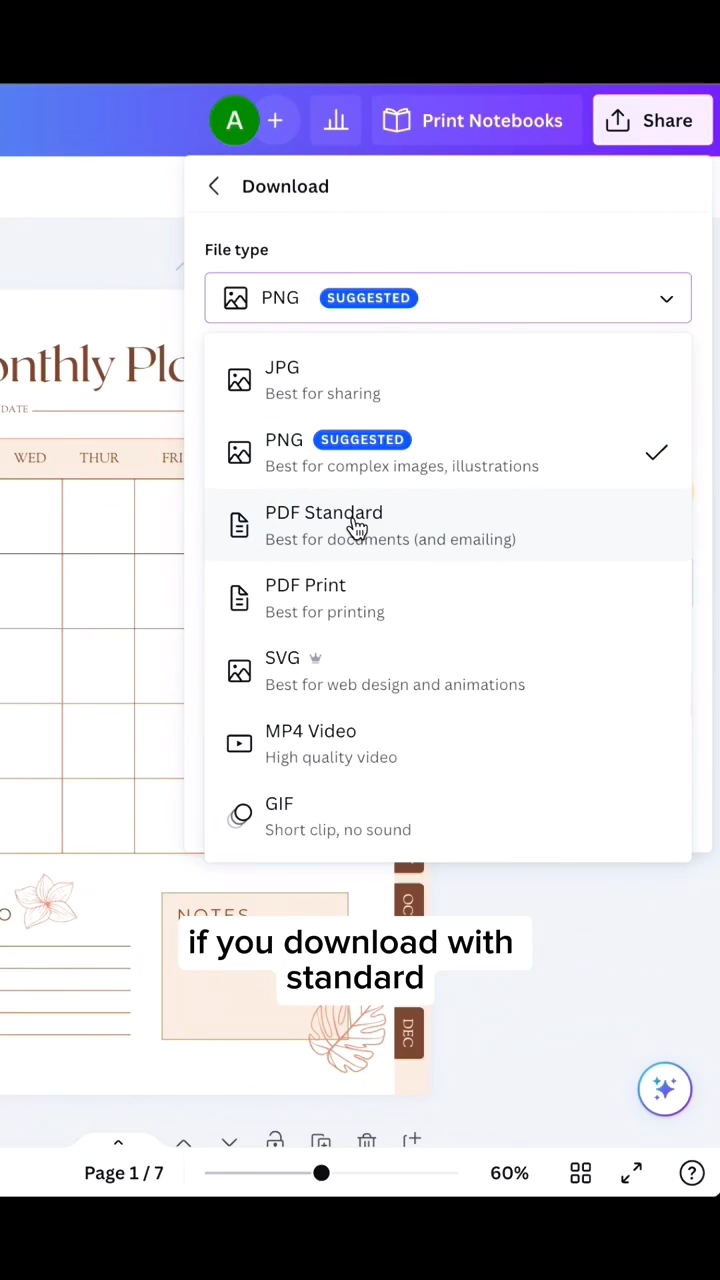 A
Print Notebooks
Share
Download
File type
PNG SUGGESTED
JPG
Best for sharing
PNG SUGGESTED
Best for complex images, illustrations
PDF Standard
Best for documents (and emailing)
PDF Print
Best for printing
SVG
Best for web design and animations
MP4 Video
High quality video
GIF
Short clip, no sound
onthly Pl
DATE
WED THUR FRI
O
NOTES
OC
DEC
if you download with
standard
Page 1 / 7
60%
?